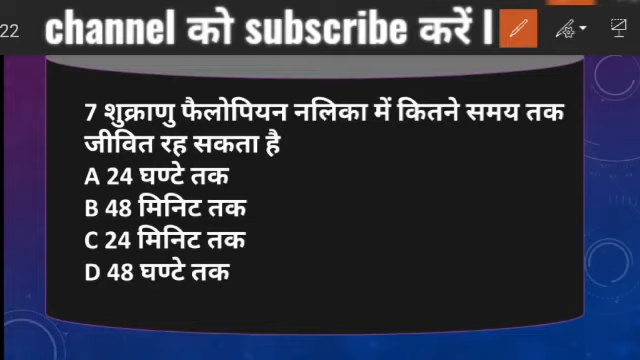 22
channel को subscribe करें l
7 शुक्राणु फैलोपियन नलिका में कितने समय तक
जीवित रह सकता है
A 24 घण्टे तक
B 48 मिनिट तक
C 24 मिनिट तक
D 48 घण्टे तक